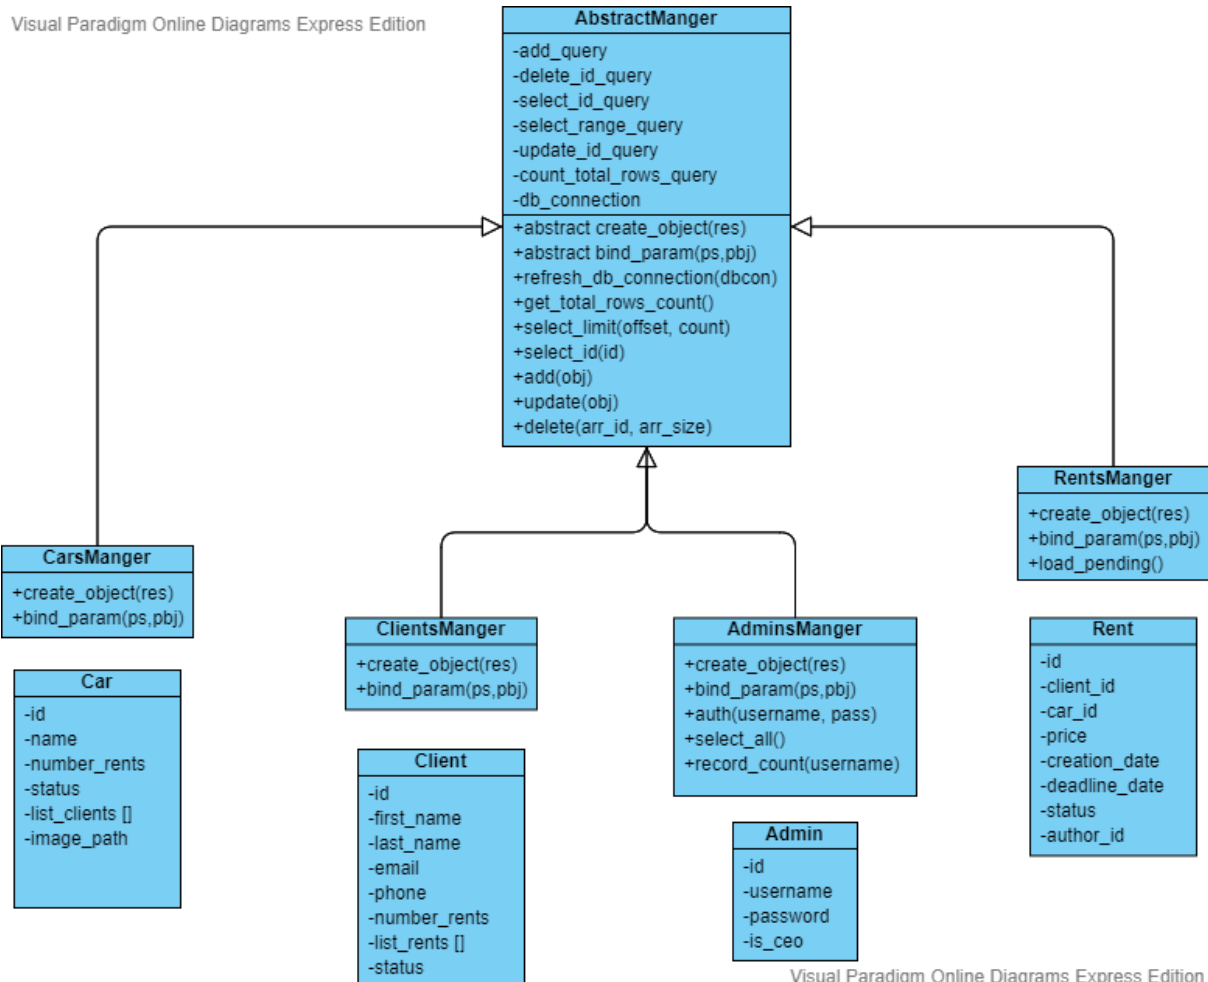 Visual Paradigm Online Diagrams Express Edition
AbstractManger
-add_query
-delete_id_query
-select_id_query
-select_range_query
-update_id_query
-count_total_rows_query
-db_connection
+abstract create_object(res)
+abstract bind_param(ps,pbj)
+refresh_db_connection(dbcon)
+get_total_rows_count()
+select_limit(offset, count)
+select_id(id)
+add(obj)
+update(obj)
+delete(arr_id, arr_size)
CarsManger
+create_object(res)
+bind_param(ps,pbj)
Car
-id
-name
-number_rents
-status
-list_clients []
-image_path
ClientsManger
+create_object(res)
+bind_param(ps,pbj)
Client
-id
-first_name
-last_name
-email
-phone
-number_rents
-list_rents []
-status
AdminsManger
+create_object(res)
+bind_param(ps,pbj)
+auth(username, pass)
+select_all()
+record_count(username)
Admin
-id
-username
-password
-is_ceo
RentsManger
+create_object(res)
+bind_param(ps,pbj)
+load_pending()
Rent
-id
-client_id
-car_id
-price
-creation_date
-deadline_date
-status
-author_id
Visual Paradigm Online Diagrams Express Edition